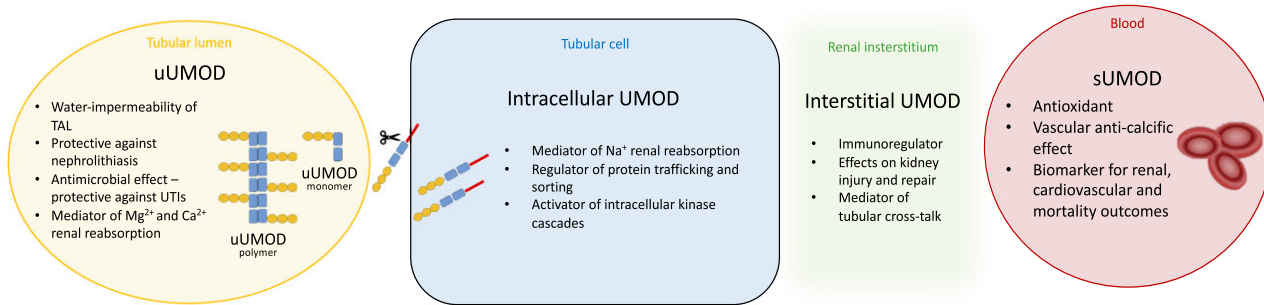 Tubular lumen
uUMOD
• Water-impermeability of
TAL
• Protective against
nephrolithiasis
• Antimicrobial effect –
protective against UTIs
• Mediator of Mg²⁺ and Ca²⁺
renal reabsorption
uUMOD
monomer
uUMOD
polymer
Tubular cell
Intracellular UMOD
• Mediator of Na⁺ renal reabsorption
• Regulator of protein trafficking and
sorting
• Activator of intracellular kinase
cascades
Renal insterstitium
Interstitial UMOD
• Immunoregulator
• Effects on kidney
injury and repair
• Mediator of
tubular cross-talk
Blood
sUMOD
• Antioxidant
• Vascular anti-calcific
effect
• Biomarker for renal,
cardiovascular and
mortality outcomes